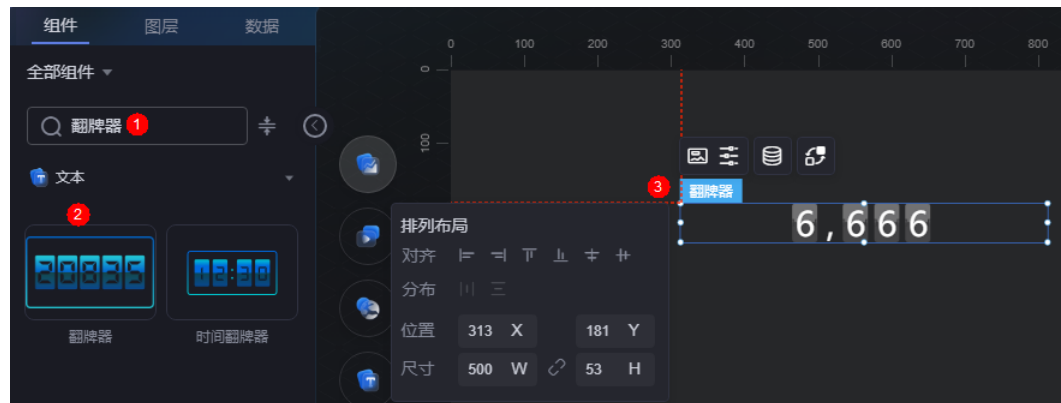 组件 图层 数据
全部组件
翻牌器 1
文本
2
20835
12:30
翻牌器 时间翻牌器
0 100 200 300 400 500 600 700 800
0
100
3
翻牌器
6,666
排列布局
对齐
分布
位置 313 X 181 Y
尺寸 500 W 53 H